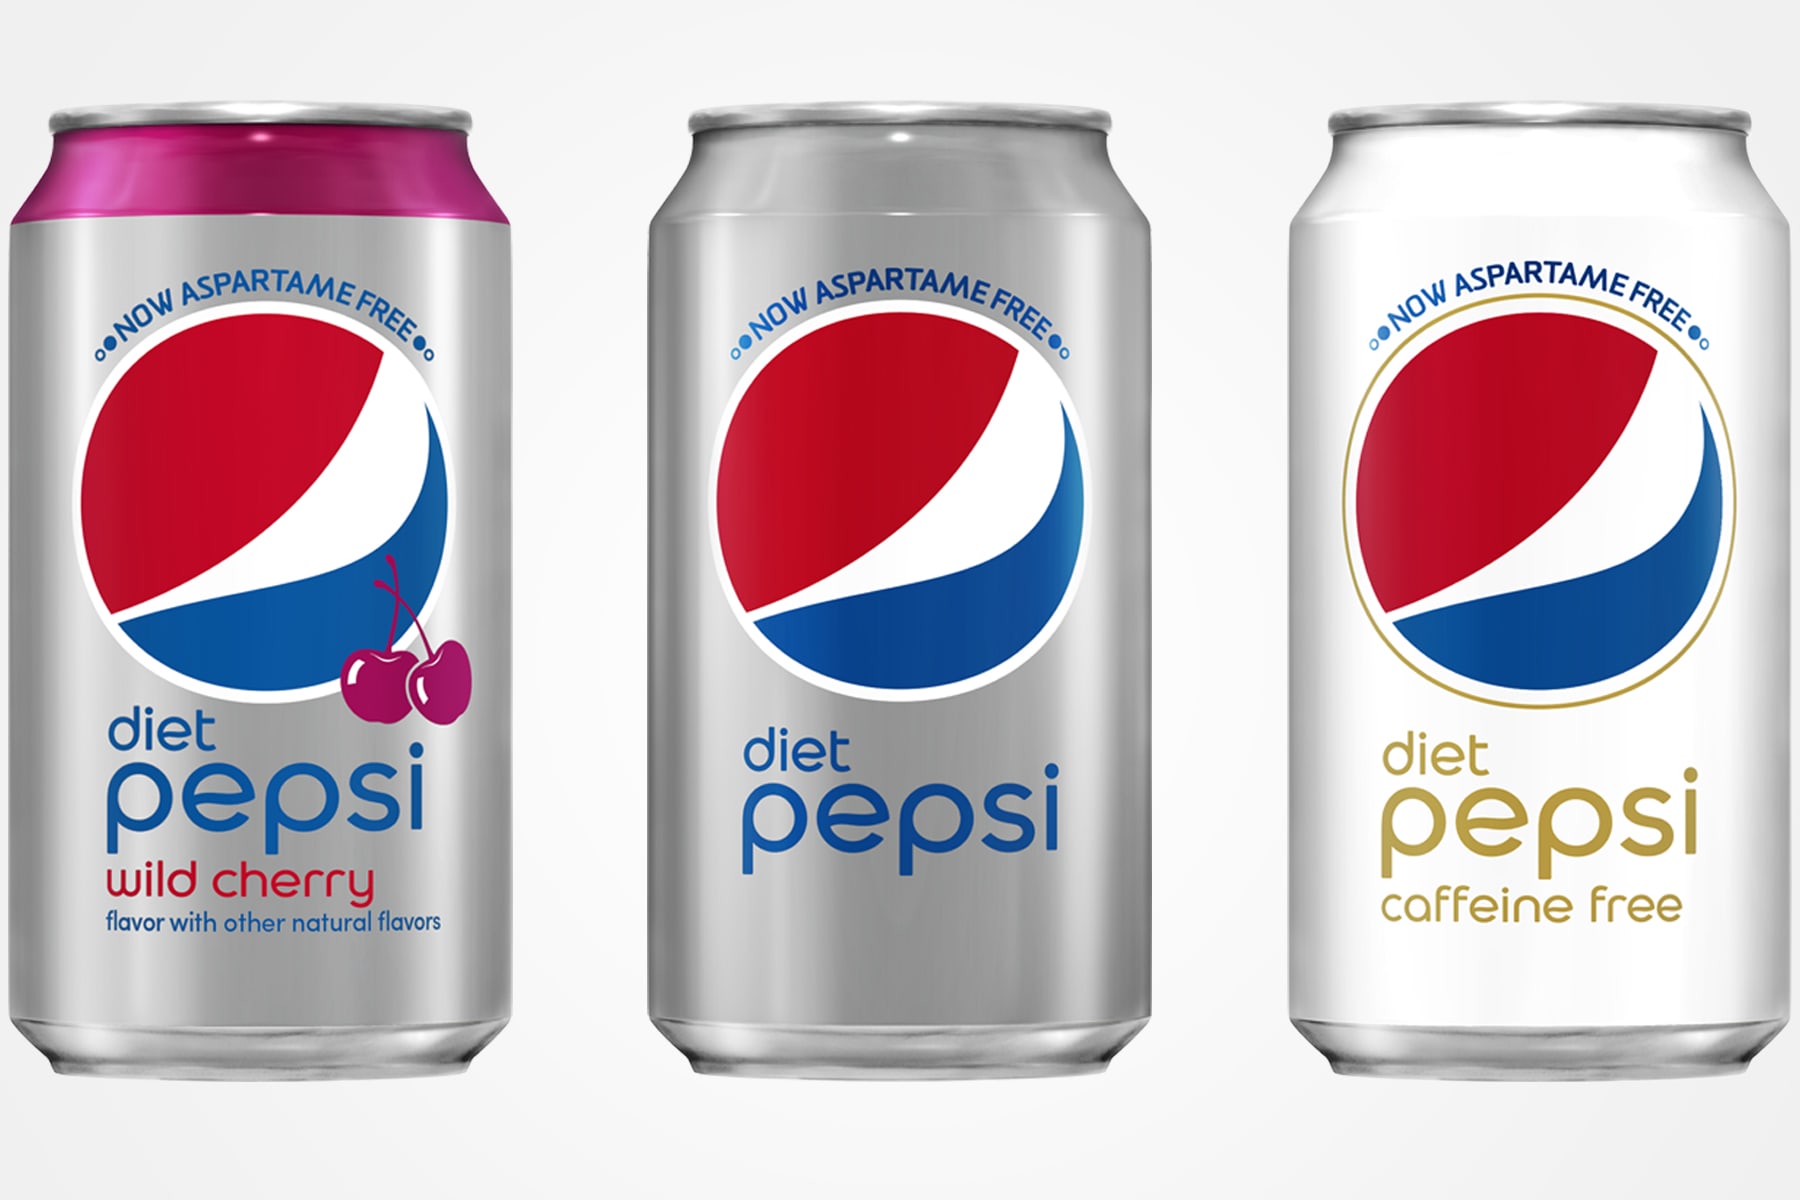 NOW ASPARTAME FREE
diet
pepsi
wild cherry
flavor with other natural flavors
NOW ASPARTAME FREE
diet
pepsi
NOW ASPARTAME FREE
diet
pepsi
caffeine free